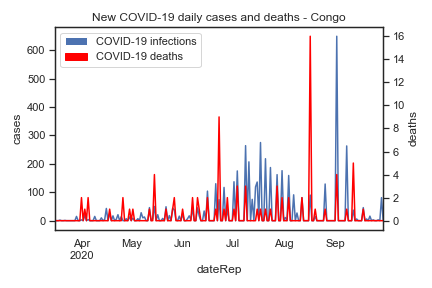 New COVID-19 daily cases and deaths - Congo
COVID-19 infections
COVID-19 deaths
600
500
400
300
200
100
0
cases
16
14
12
10
8
6
4
2
0
deaths
Apr
2020
May
Jun
Jul
Aug
Sep
dateRep